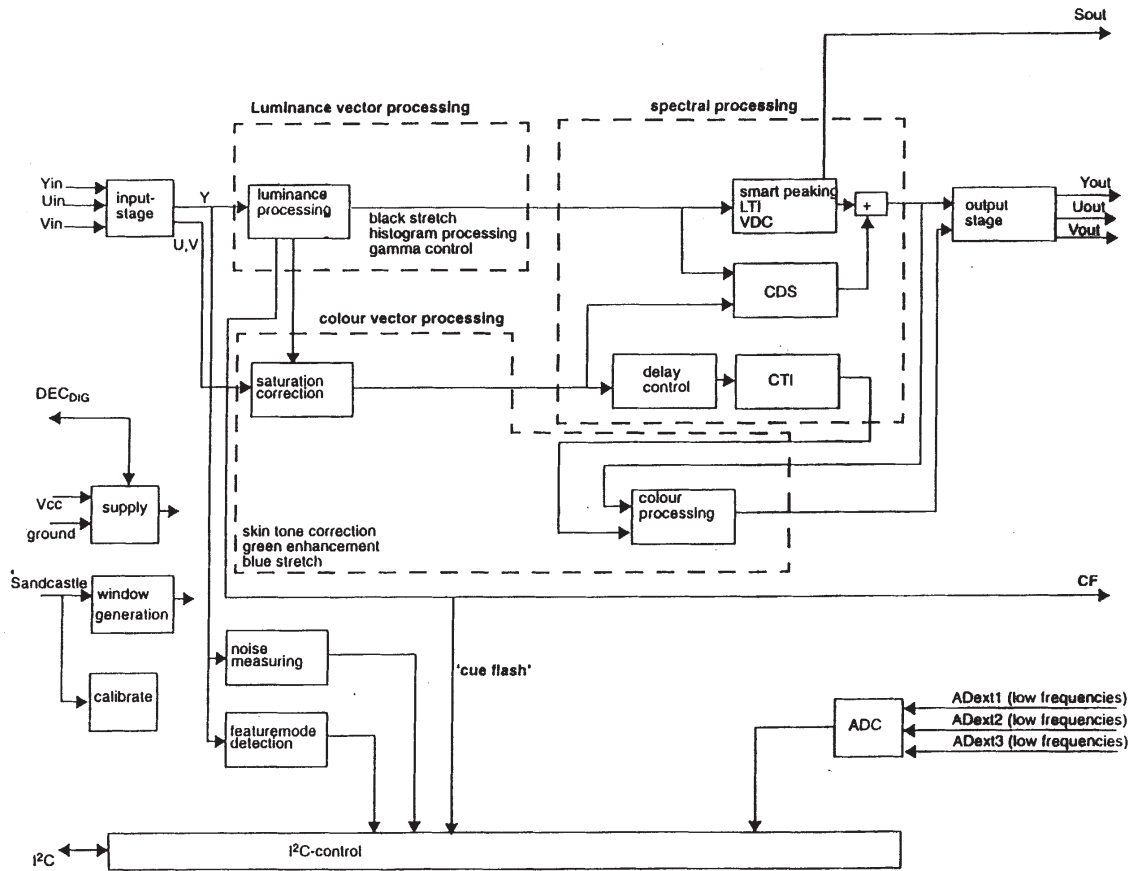 Sout
Luminance vector processing
spectral processing
Yin
Uin
Vin
input-
stage
Y
U,V
luminance
processing
black stretch
histogram processing
gamma control
smart peaking
LTI
VDC
+
output
stage
Yout
Uout
Vout
CDS
colour vector processing
saturation
correction
delay
control
CTI
DECDIG
Vcc
ground
supply
colour
processing
skin tone correction
green enhancement
blue stretch
Sandcastle
window
generation
CF
noise
measuring
'cue flash'
calibrate
featuremode
detection
ADC
ADext1 (low frequencies)
ADext2 (low frequencies)
ADext3 (low frequencies)
I²C
I²C-control